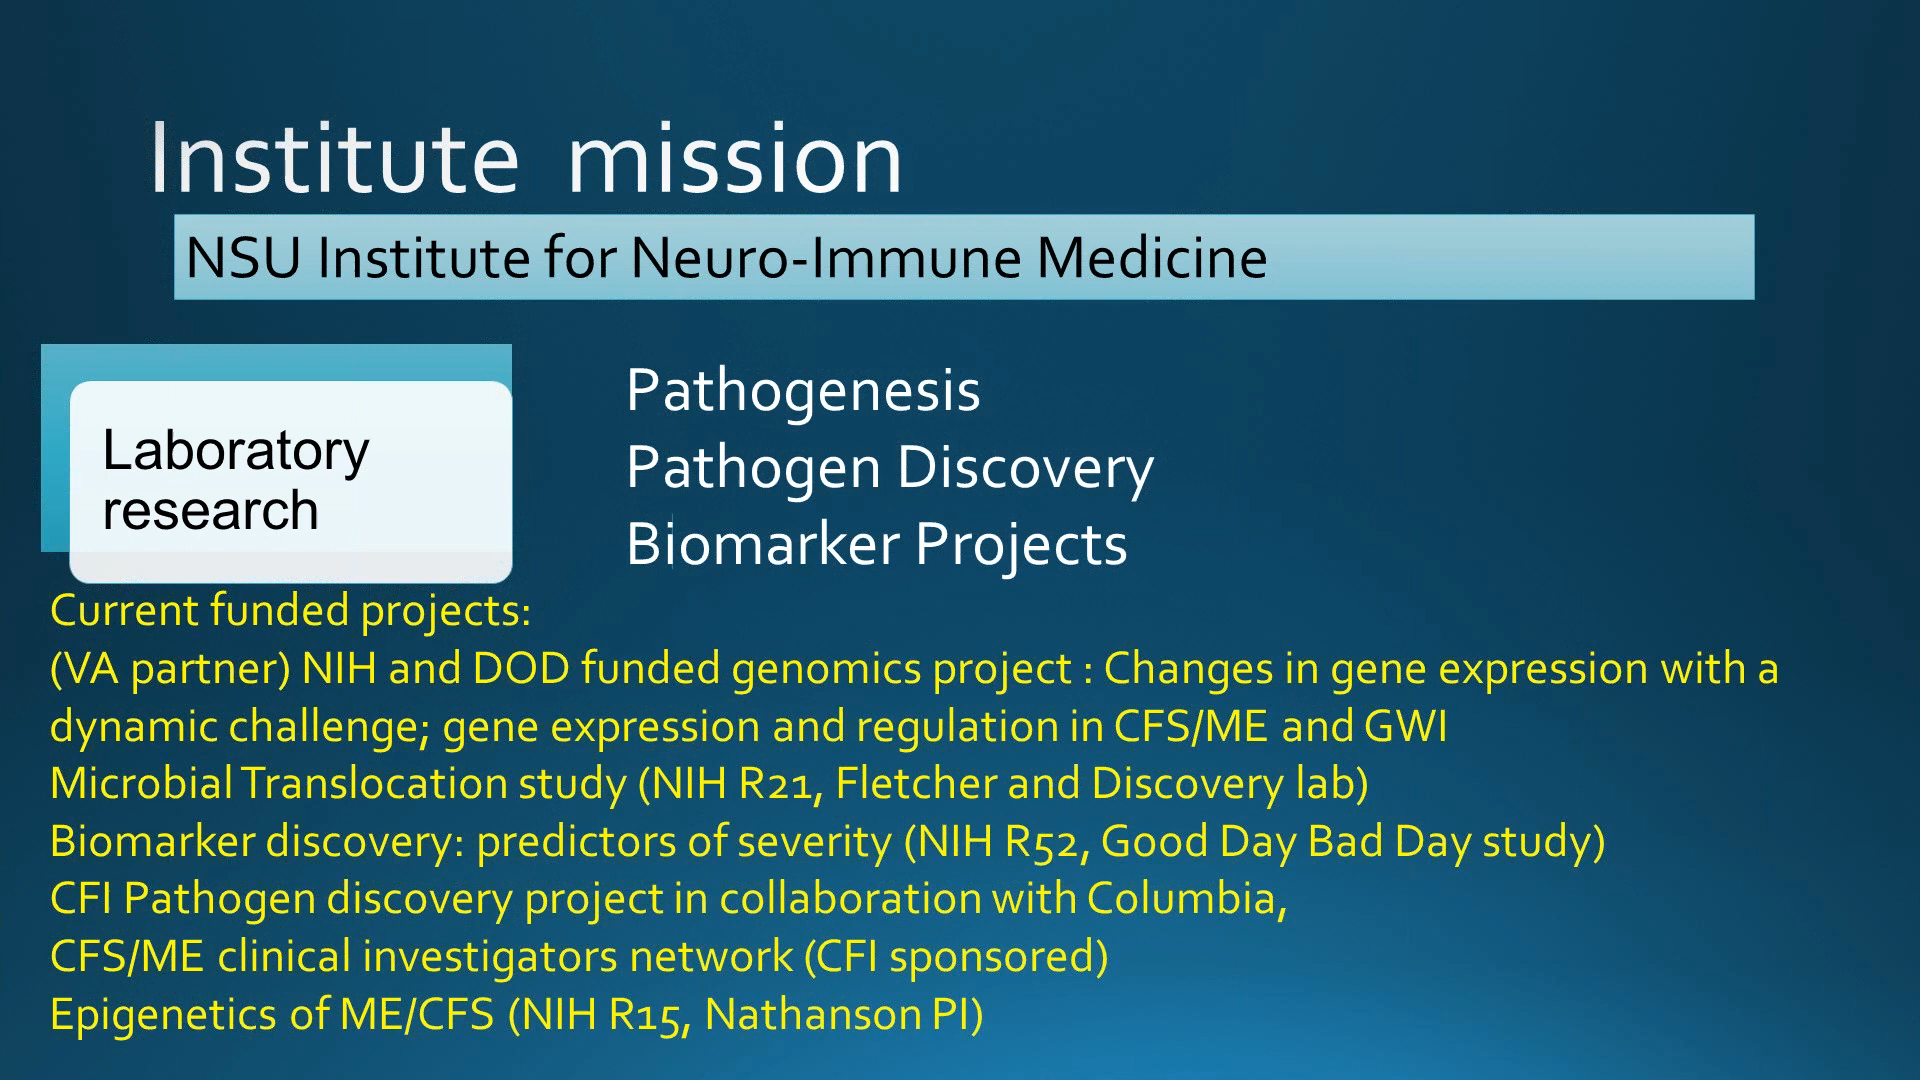 Institute mission
NSU Institute for Neuro-Immune Medicine
Laboratory
research
Pathogenesis
Pathogen Discovery
Biomarker Projects
Current funded projects:
(VA partner) NIH and DOD funded genomics project : Changes in gene expression with a
dynamic challenge; gene expression and regulation in CFS/ME and GWI
Microbial Translocation study (NIH R21, Fletcher and Discovery lab)
Biomarker discovery: predictors of severity (NIH R52, Good Day Bad Day study)
CFI Pathogen discovery project in collaboration with Columbia,
CFS/ME clinical investigators network (CFI sponsored)
Epigenetics of ME/CFS (NIH R15, Nathanson PI)